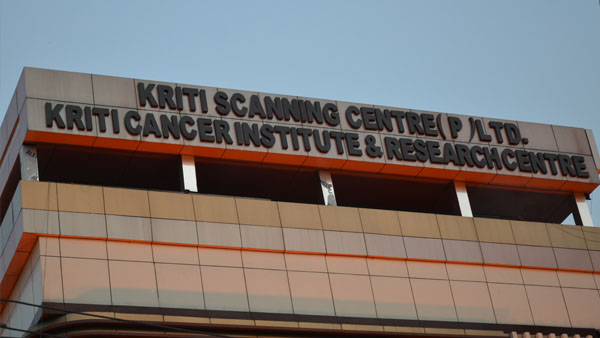 KRITI SCANNING CENTRE(P)LTD.
KRITI CANCER INSTITUTE & RESEARCH CENTRE